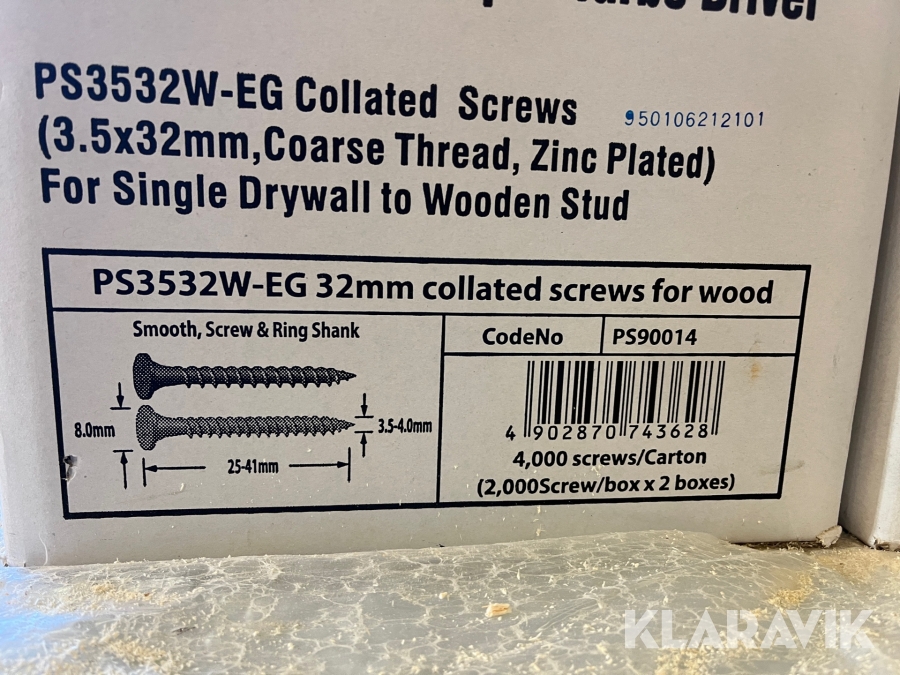 Driver
PS3532W-EG Collated Screws
950106212101
(3.5x32mm,Coarse Thread, Zinc Plated)
For Single Drywall to Wooden Stud
PS3532W-EG 32mm collated screws for wood
Smooth, Screw & Ring Shank
CodeNo
PS90014
8.0mm
3.5-4.0mm
25-41mm
4 902870 743628
4,000 screws/Carton
(2,000Screw/box x 2 boxes)
KLARAVIK